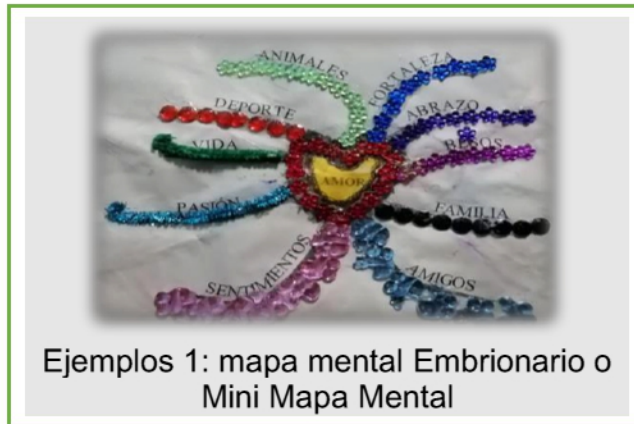 ANIMALES
FORTALEZA
DEPORTE
ABRAZO
VIDA
BESOS
AMOR
PASIÓN
FAMILIA
SENTIMIENTOS
AMIGOS
Ejemplos 1: mapa mental Embrionario o
Mini Mapa Mental